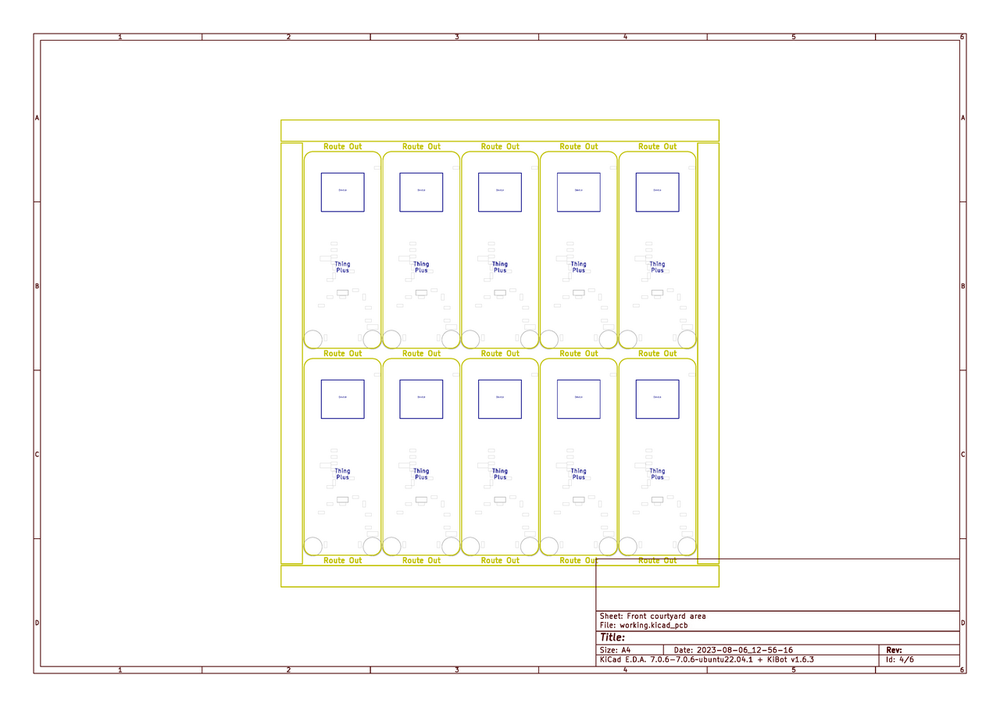 1 2 3 4 5 6
A A
Route Out Route Out Route Out Route Out Route Out
Thing Thing Thing Thing Thing
Plus Plus Plus Plus Plus
B B
Route Out Route Out Route Out Route Out Route Out
C C
Thing Thing Thing Thing Thing
Plus Plus Plus Plus Plus
Route Out Route Out Route Out Route Out Route Out
Sheet: Front courtyard area
D D
File: working.kicad_pcb
Title:
Size: A4 Date: 2023-08-06_12-56-16 Rev:
KiCad E.D.A. 7.0.6-7.0.6~ubuntu22.04.1 + KiBot v1.6.3 Id: 4/6
1 2 3 4 5 6